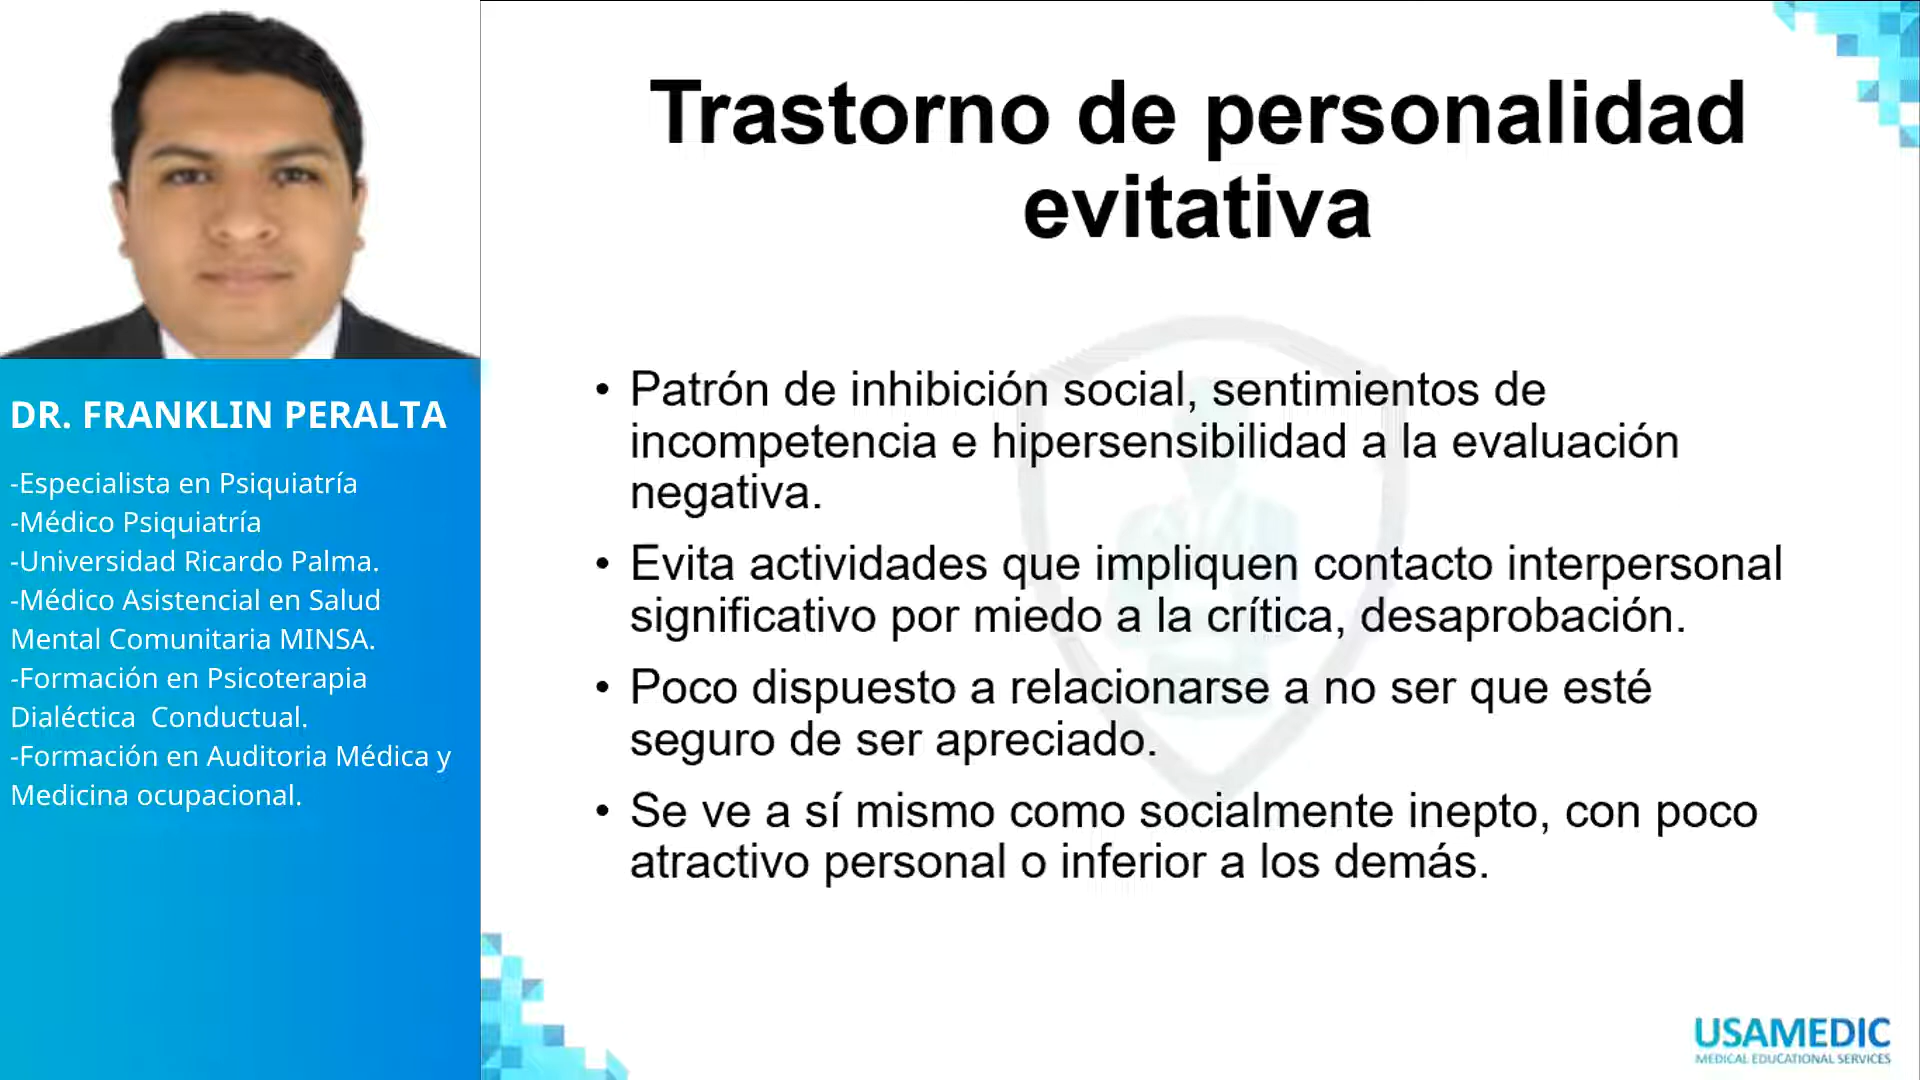 DR. FRANKLIN PERALTA
-Especialista en Psiquiatría
-Médico Psiquiatría
-Universidad Ricardo Palma.
-Médico Asistencial en Salud
Mental Comunitaria MINSA.
-Formación en Psicoterapia
Dialéctica  Conductual.
-Formación en Auditoria Médica y
Medicina ocupacional.
Trastorno de personalidad
evitativa
• Patrón de inhibición social, sentimientos de
incompetencia e hipersensibilidad a la evaluación
negativa.
• Evita actividades que impliquen contacto interpersonal
significativo por miedo a la crítica, desaprobación.
• Poco dispuesto a relacionarse a no ser que esté
seguro de ser apreciado.
• Se ve a sí mismo como socialmente inepto, con poco
atractivo personal o inferior a los demás.
USAMEDIC
MEDICAL EDUCATIONAL SERVICES